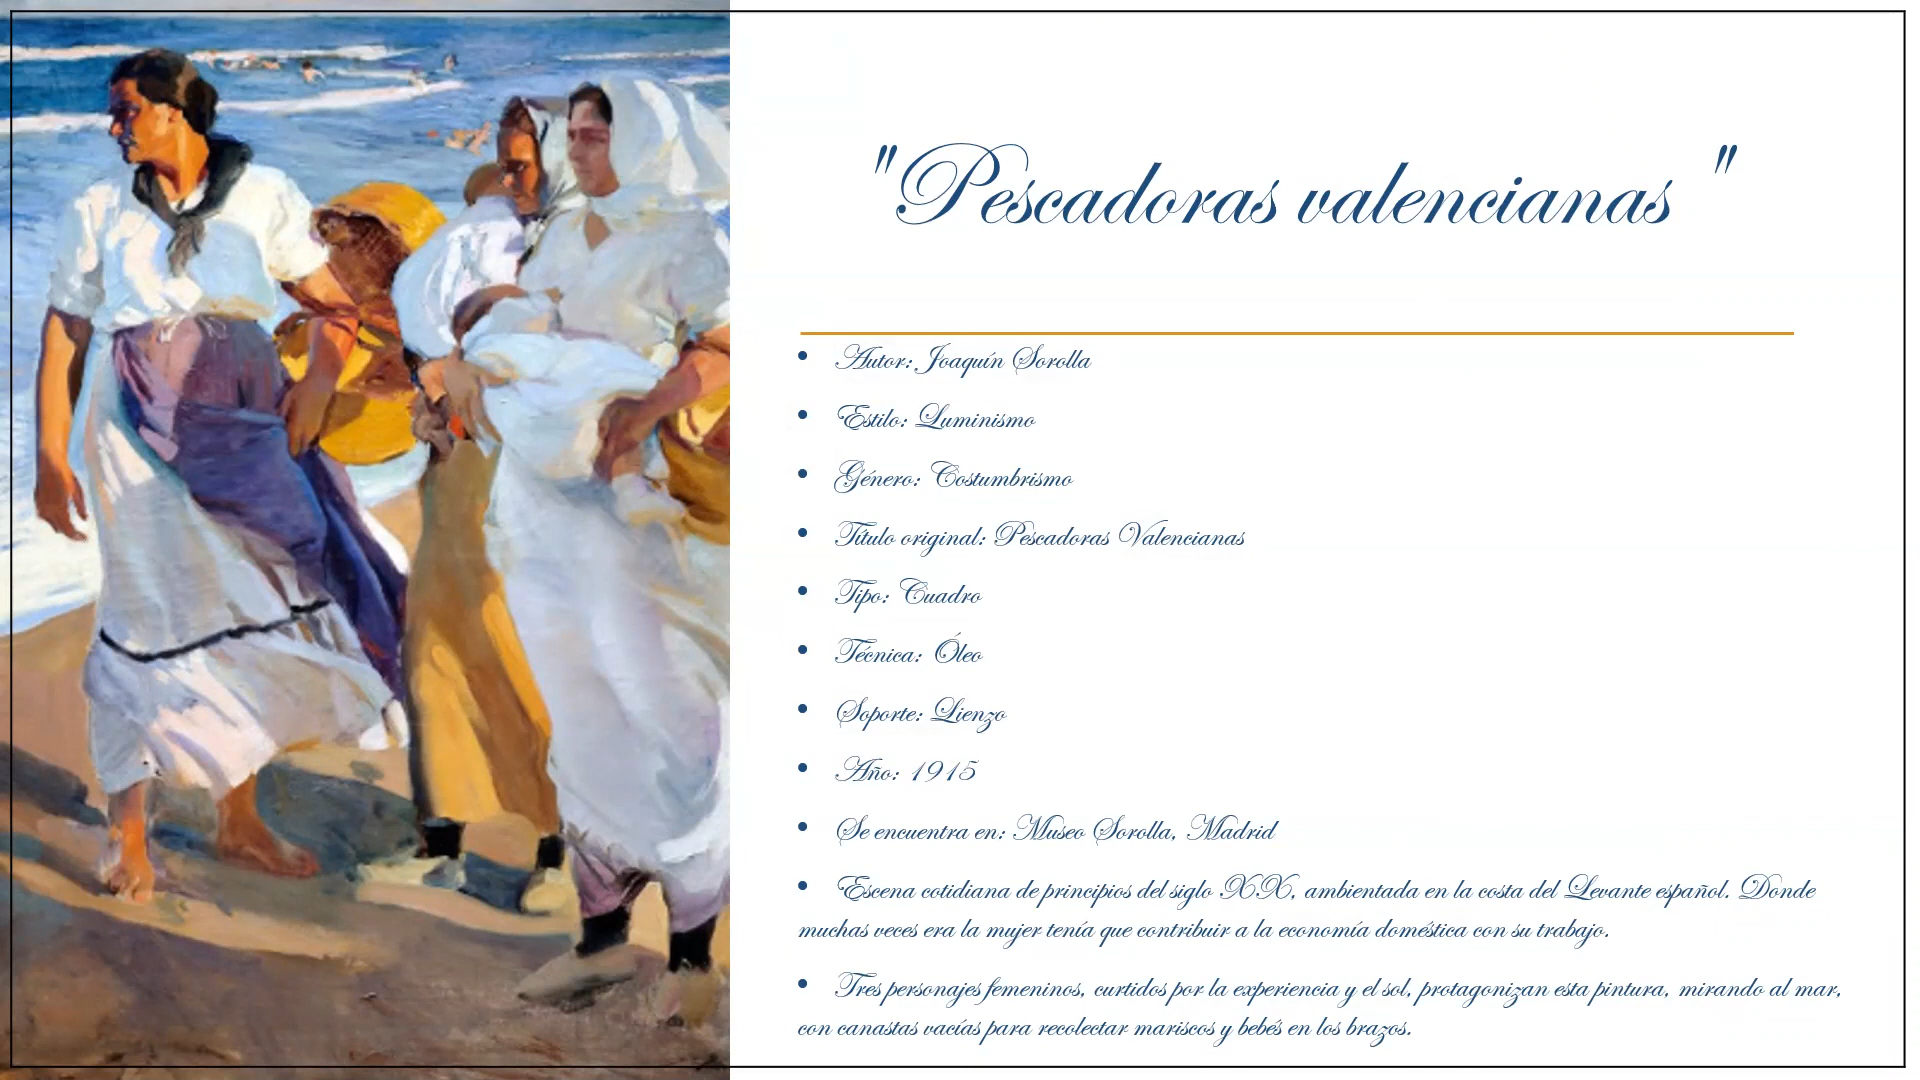 "Pescadoras valencianas "
• Autor: Joaquín Sorolla
• Estilo: Luminismo
• Género: Costumbrismo
• Título original: Pescadoras Valencianas
• Tipo: Cuadro
• Técnica: Óleo
• Soporte: Lienzo
• Año: 1915
• Se encuentra en: Museo Sorolla, Madrid
• Escena cotidiana de principios del siglo XX, ambientada en la costa del Levante español. Donde
muchas veces era la mujer tenía que contribuir a la economía doméstica con su trabajo.
• Tres personajes femeninos, curtidos por la experiencia y el sol, protagonizan esta pintura, mirando al mar,
con canastas vacías para recolectar mariscos y bebés en los brazos.